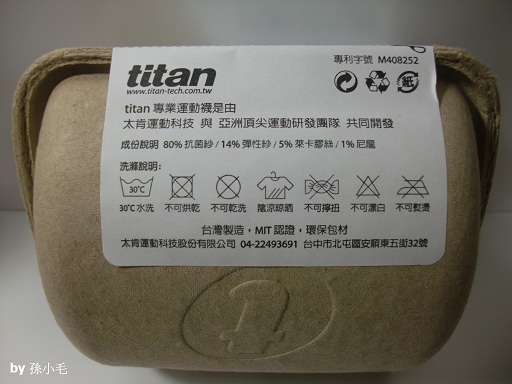 titan
專利字號 M408252
www.titan-tech.com.tw
紙
titan 專業運動襪是由
太肯運動科技 與 亞洲頂尖運動研發團隊 共同開發
成份說明 80% 抗菌紗 / 14% 彈性紗 / 5% 萊卡膠絲 / 1% 尼龍
洗滌說明:
30°C
30°C 水洗 不可烘乾 不可乾洗 陰涼晾晒 不可擰扭 不可漂白 不可熨燙
台灣製造，MIT 認證，環保包材
太肯運動科技股份有限公司 04-22493691 台中市北屯區安順東五街32號
by 孫小毛